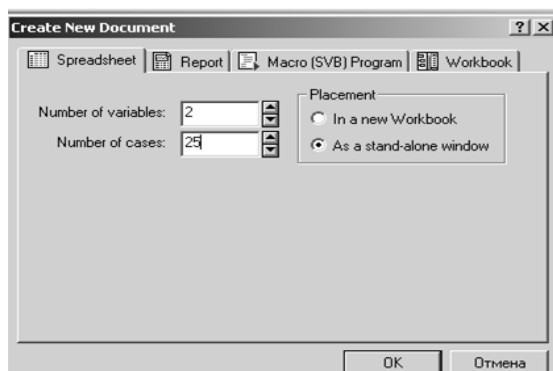 Create New Document
Spreadsheet Report Macro (SVB) Program Workbook
Number of variables: 2
Number of cases: 25
Placement
In a new Workbook
As a stand-alone window
OK Отмена